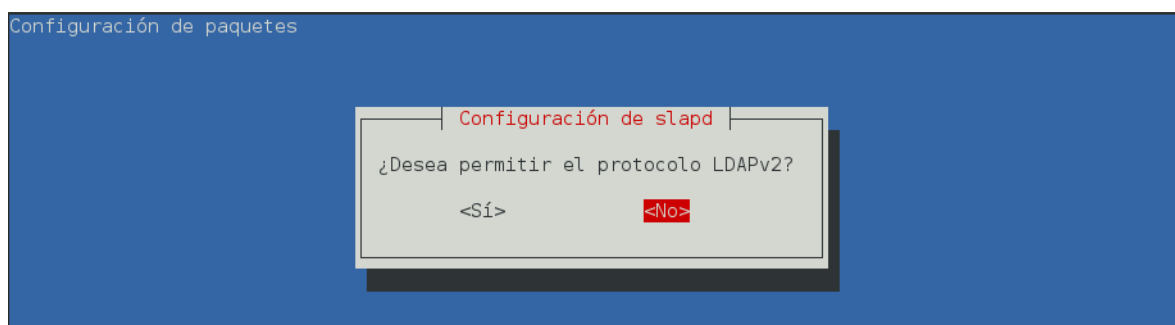 Configuración de paquetes
Configuración de slapd
¿Desea permitir el protocolo LDAPv2?
<Sí> <No>